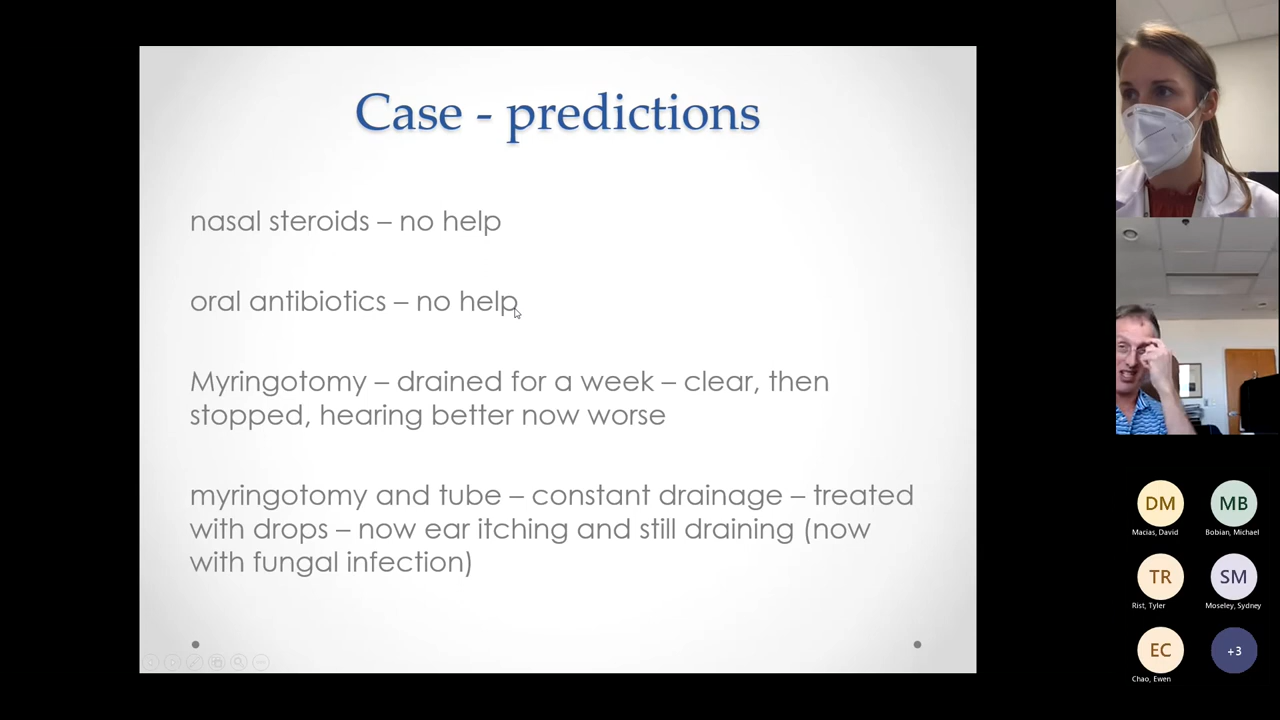 Case - predictions
nasal steroids – no help
oral antibiotics – no help
Myringotomy – drained for a week – clear, then
stopped, hearing better now worse
myringotomy and tube – constant drainage – treated
with drops – now ear itching and still draining (now
with fungal infection)
DM
MB
Macias, David
Bobian, Michael
TR
SM
Rist, Tyler
Moseley, Sydney
EC
+3
Chao, Ewen